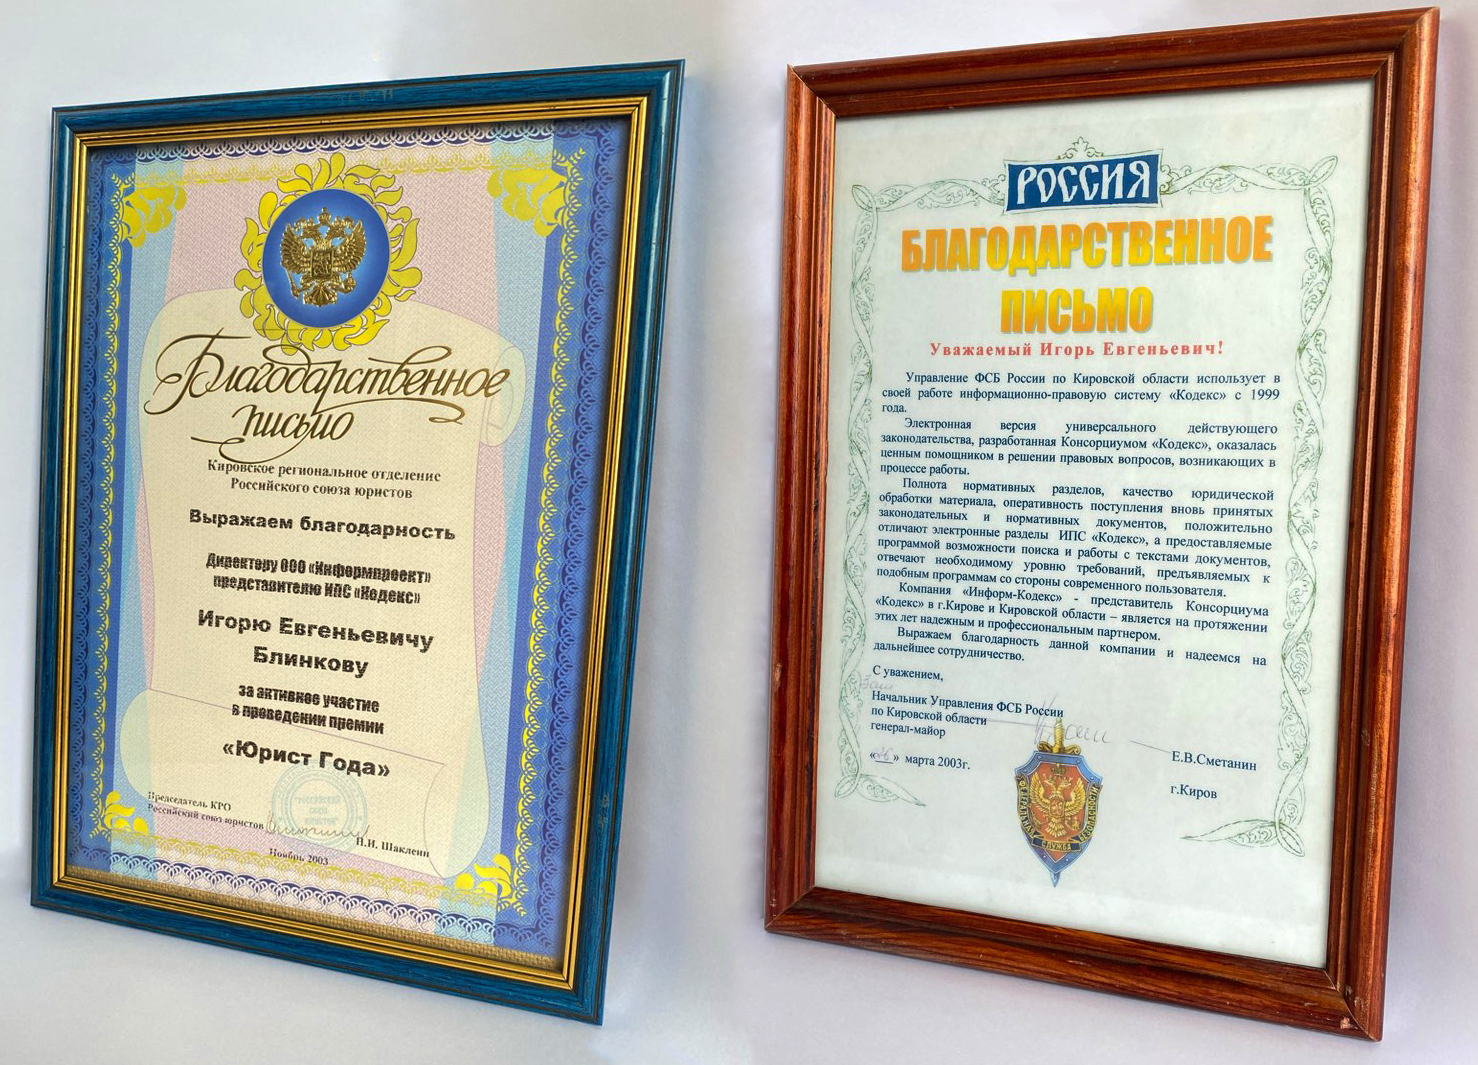 Благодарственное
письмо
Кировское региональное отделение
Российского союза юристов
Выражаем благодарность
Директору ООО «Информпроект»
представителю ИПС «Кодекс»
Игорю Евгеньевичу
Блинкову
за активное участие
в проведении премии
«Юрист Года»
Председатель КРО
Российский союз юристов
"РОССИЙСКИЙ
СОЮЗ
ЮРИСТОВ"
П.И. Шаклеин
Ноябрь 2003
РОССИЯ
БЛАГОДАРСТВЕННОЕ
ПИСЬМО
Уважаемый Игорь Евгеньевич!
Управление ФСБ России по Кировской области использует в
своей работе информационно-правовую систему «Кодекс» с 1999
года.
Электронная версия универсального действующего
законодательства, разработанная Консорциумом «Кодекс», оказалась
ценным помощником в решении правовых вопросов, возникающих в
процессе работы.
Полнота нормативных разделов, качество юридической
обработки материала, оперативность поступления вновь принятых
законодательных и нормативных документов, положительно
отличают электронные разделы ИПС «Кодекс», а предоставляемые
программой возможности поиска и работы с текстами документов,
отвечают необходимому уровню требований, предъявляемых к
подобным программам со стороны современного пользователя.
Компания «Информ-Кодекс» - представитель Консорциума
«Кодекс» в г.Кирове и Кировской области – является на протяжении
этих лет надежным и профессиональным партнером.
Выражаем благодарность данной компании и надеемся на
дальнейшее сотрудничество.
С уважением,
Начальник Управления ФСБ России
по Кировской области
генерал-майор
Е.В.Сметанин
«26» марта 2003г.
г.Киров
ФЕДЕРАЛЬНАЯ СЛУЖБА БЕЗОПАСНОСТИ